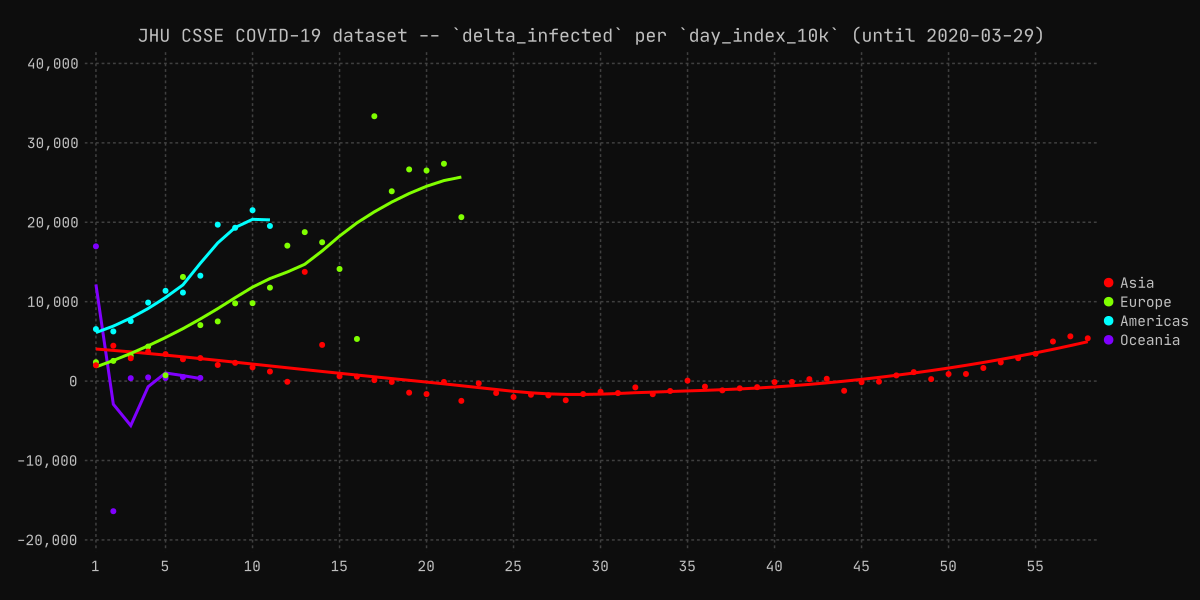 JHU CSSE COVID-19 dataset -- `delta_infected` per `day_index_10k` (until 2020-03-29)
40,000
30,000
20,000
10,000
0
-10,000
-20,000
1 5 10 15 20 25 30 35 40 45 50 55
Asia
Europe
Americas
Oceania